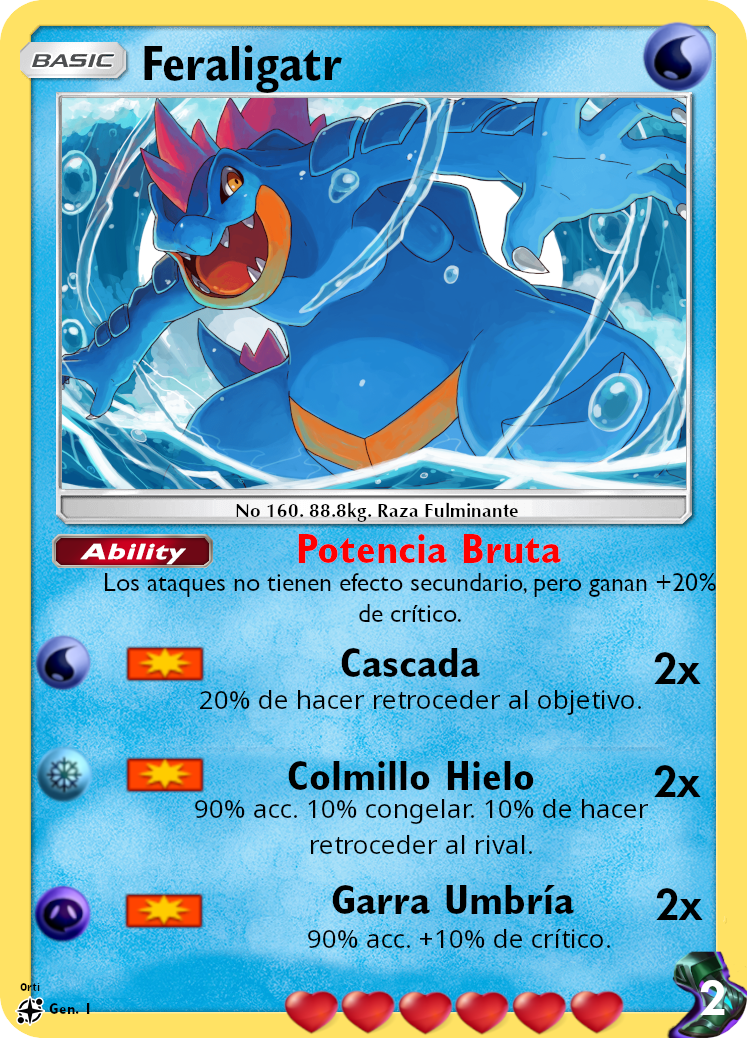 BASIC
Feraligatr
No 160. 88.8kg. Raza Fulminante
Ability
Potencia Bruta
Los ataques no tienen efecto secundario, pero ganan +20%
de crítico.
Cascada
2x
20% de hacer retroceder al objetivo.
Colmillo Hielo
2x
90% acc. 10% congelar. 10% de hacer
retroceder al rival.
Garra Umbría
2x
90% acc. +10% de crítico.
Orti
Gen. I
2